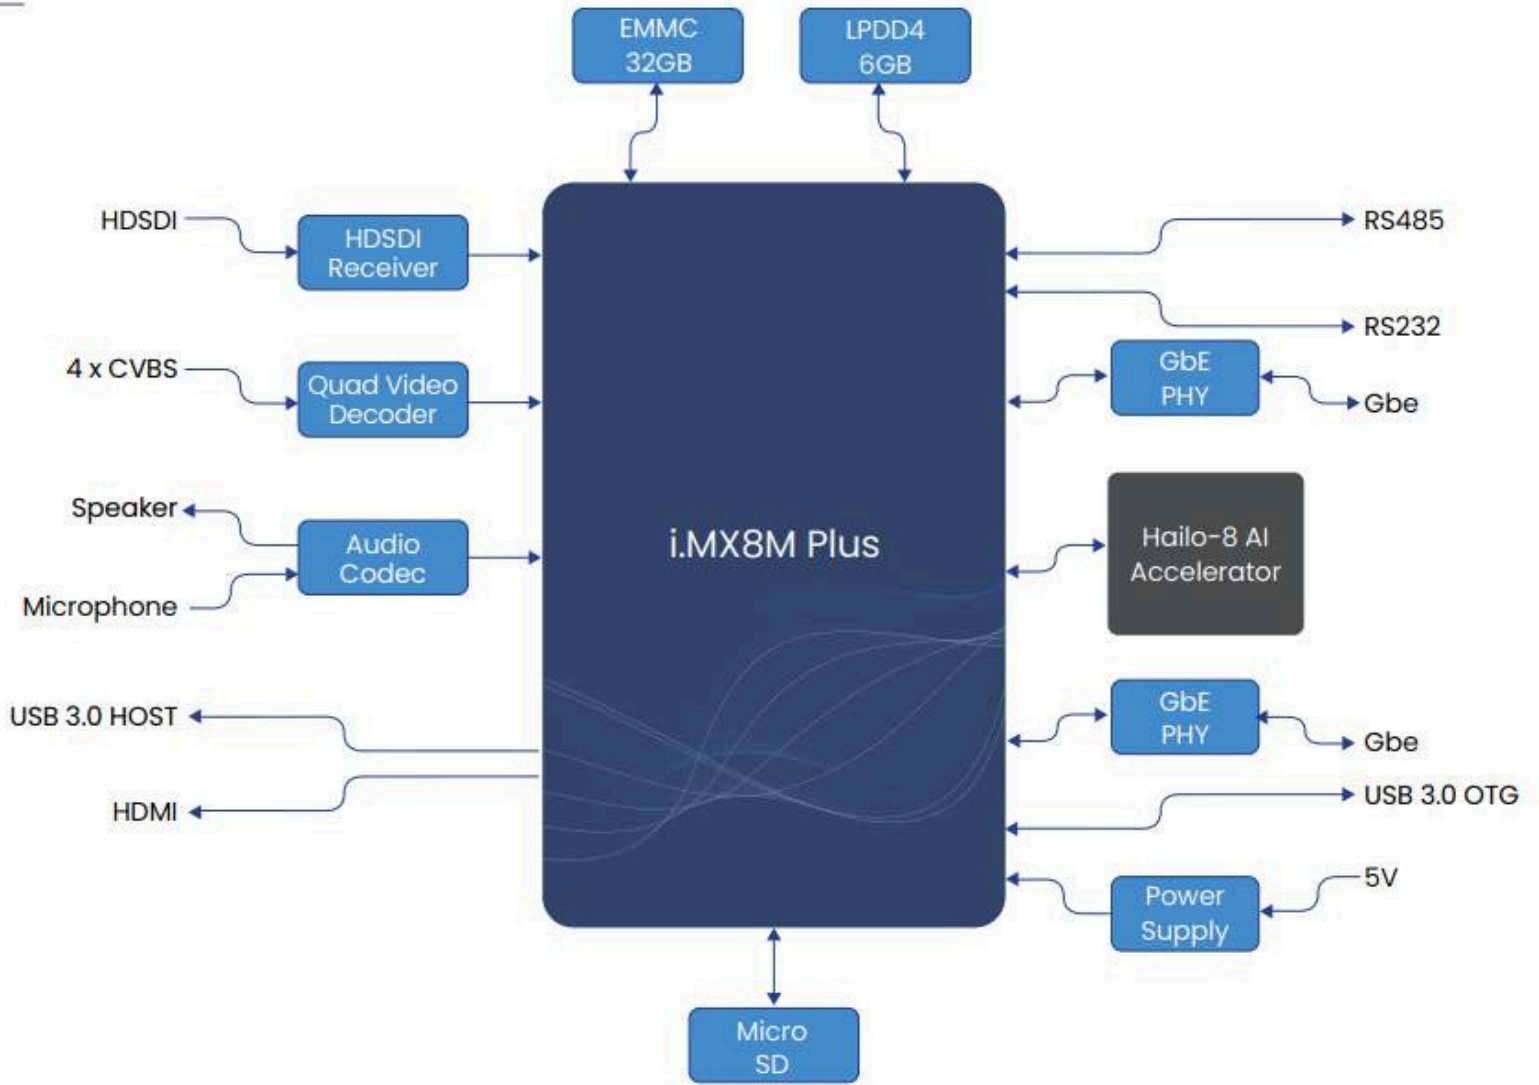 EMMC
32GB
LPDD4
6GB
HDSDI
HDSDI
Receiver
4 x CVBS
Quad Video
Decoder
Speaker
Microphone
Audio
Codec
USB 3.0 HOST
HDMI
i.MX8M Plus
RS485
RS232
GbE
PHY
Gbe
Hailo-8 AI
Accelerator
GbE
PHY
Gbe
USB 3.0 OTG
5V
Power
Supply
Micro
SD